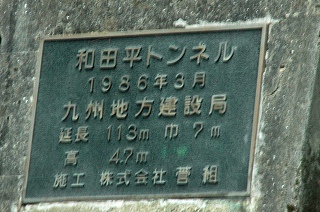 和田平トンネル
1986年3月
九州地方建設局
延長 113m 巾 7m
高 4.7m
施工 株式会社 菅組